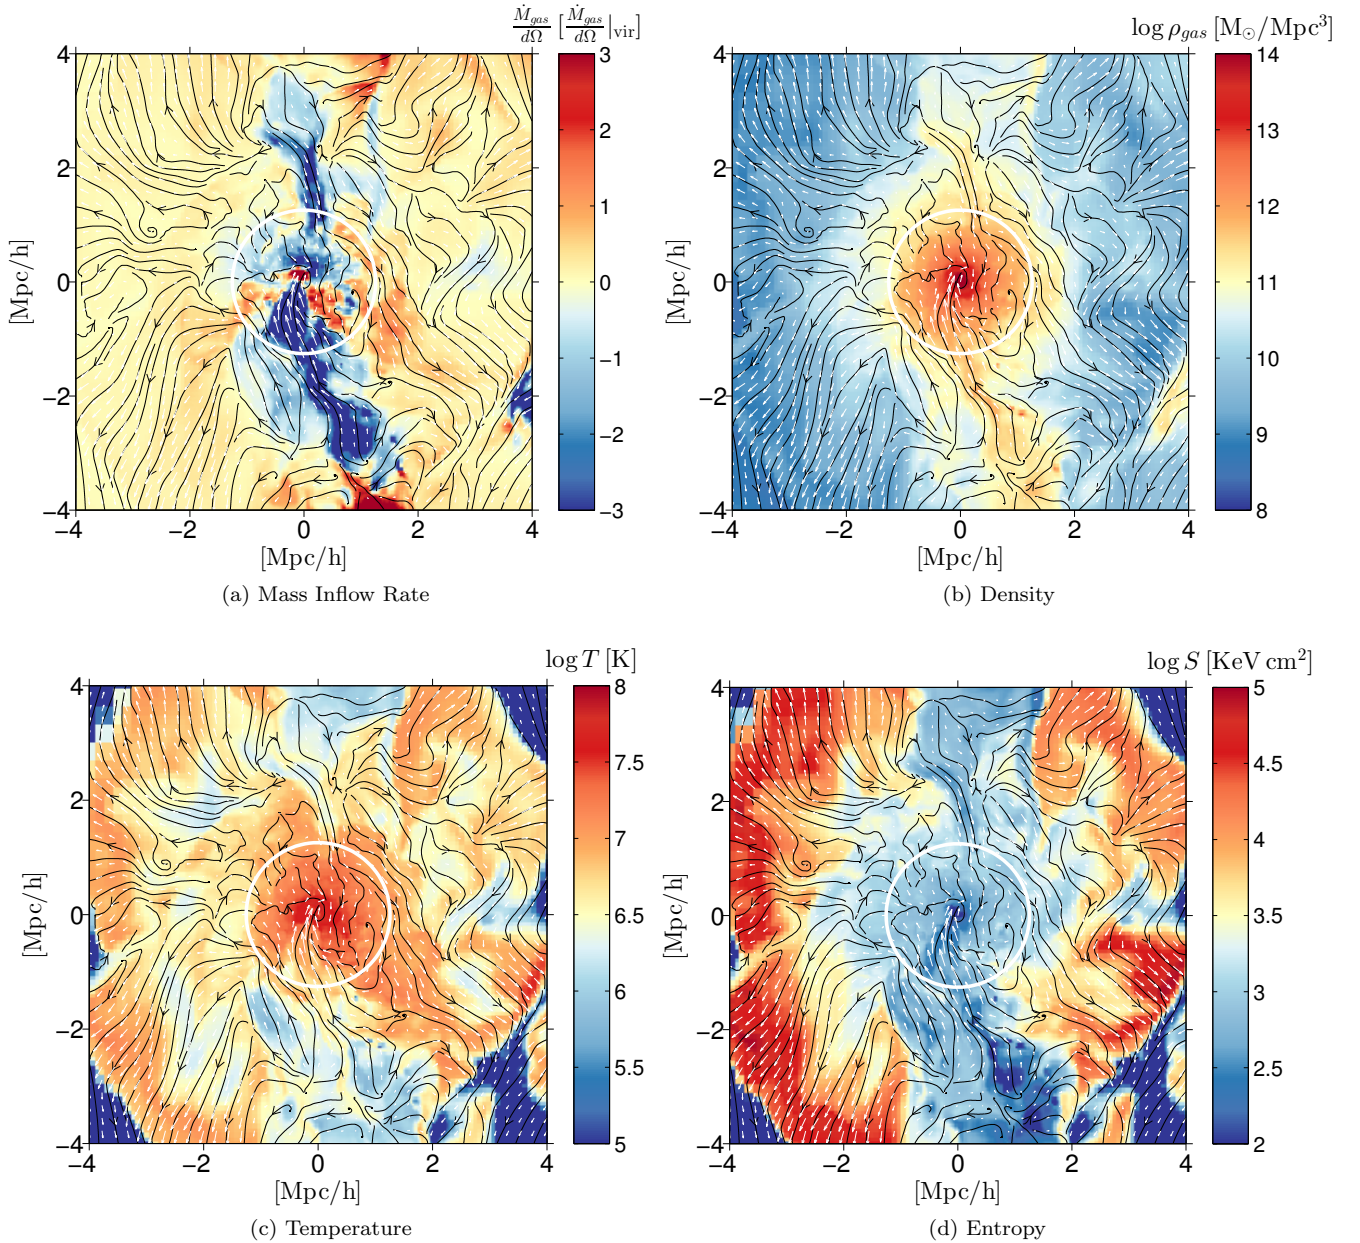 Ṁ_gas/dΩ [Ṁ_gas/dΩ|vir]
4
2
0
−2
−4
[Mpc/h]
−4 −2 0 2 4
[Mpc/h]
3
2
1
0
−1
−2
−3
(a) Mass Inflow Rate
log ρ_gas [M⊙/Mpc³]
4
2
0
−2
−4
[Mpc/h]
−4 −2 0 2 4
[Mpc/h]
14
13
12
11
10
9
8
(b) Density
log T [K]
4
2
0
−2
−4
[Mpc/h]
−4 −2 0 2 4
[Mpc/h]
8
7.5
7
6.5
6
5.5
5
(c) Temperature
log S [KeV cm²]
4
2
0
−2
−4
[Mpc/h]
−4 −2 0 2 4
[Mpc/h]
5
4.5
4
3.5
3
2.5
2
(d) Entropy